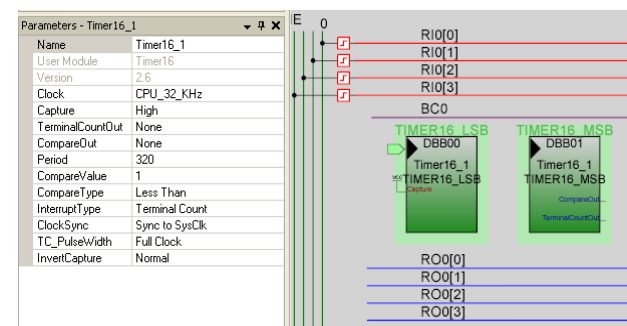 Parameters - Timer16_1
Name Timer16_1
User Module Timer16
Version 2.6
Clock CPU_32_KHz
Capture High
TerminalCountOut None
CompareOut None
Period 320
CompareValue 1
CompareType Less Than
InterruptType Terminal Count
ClockSync Sync to SysClk
TC_PulseWidth Full Clock
InvertCapture Normal
E 0
RI0[0]
RI0[1]
RI0[2]
RI0[3]
BC0
TIMER16_LSB TIMER16_MSB
DBB00 DBB01
Timer16_1 Timer16_1
TIMER16_LSB TIMER16_MSB
Capture
CompareOut...
TerminalCountOut...
RO0[0]
RO0[1]
RO0[2]
RO0[3]